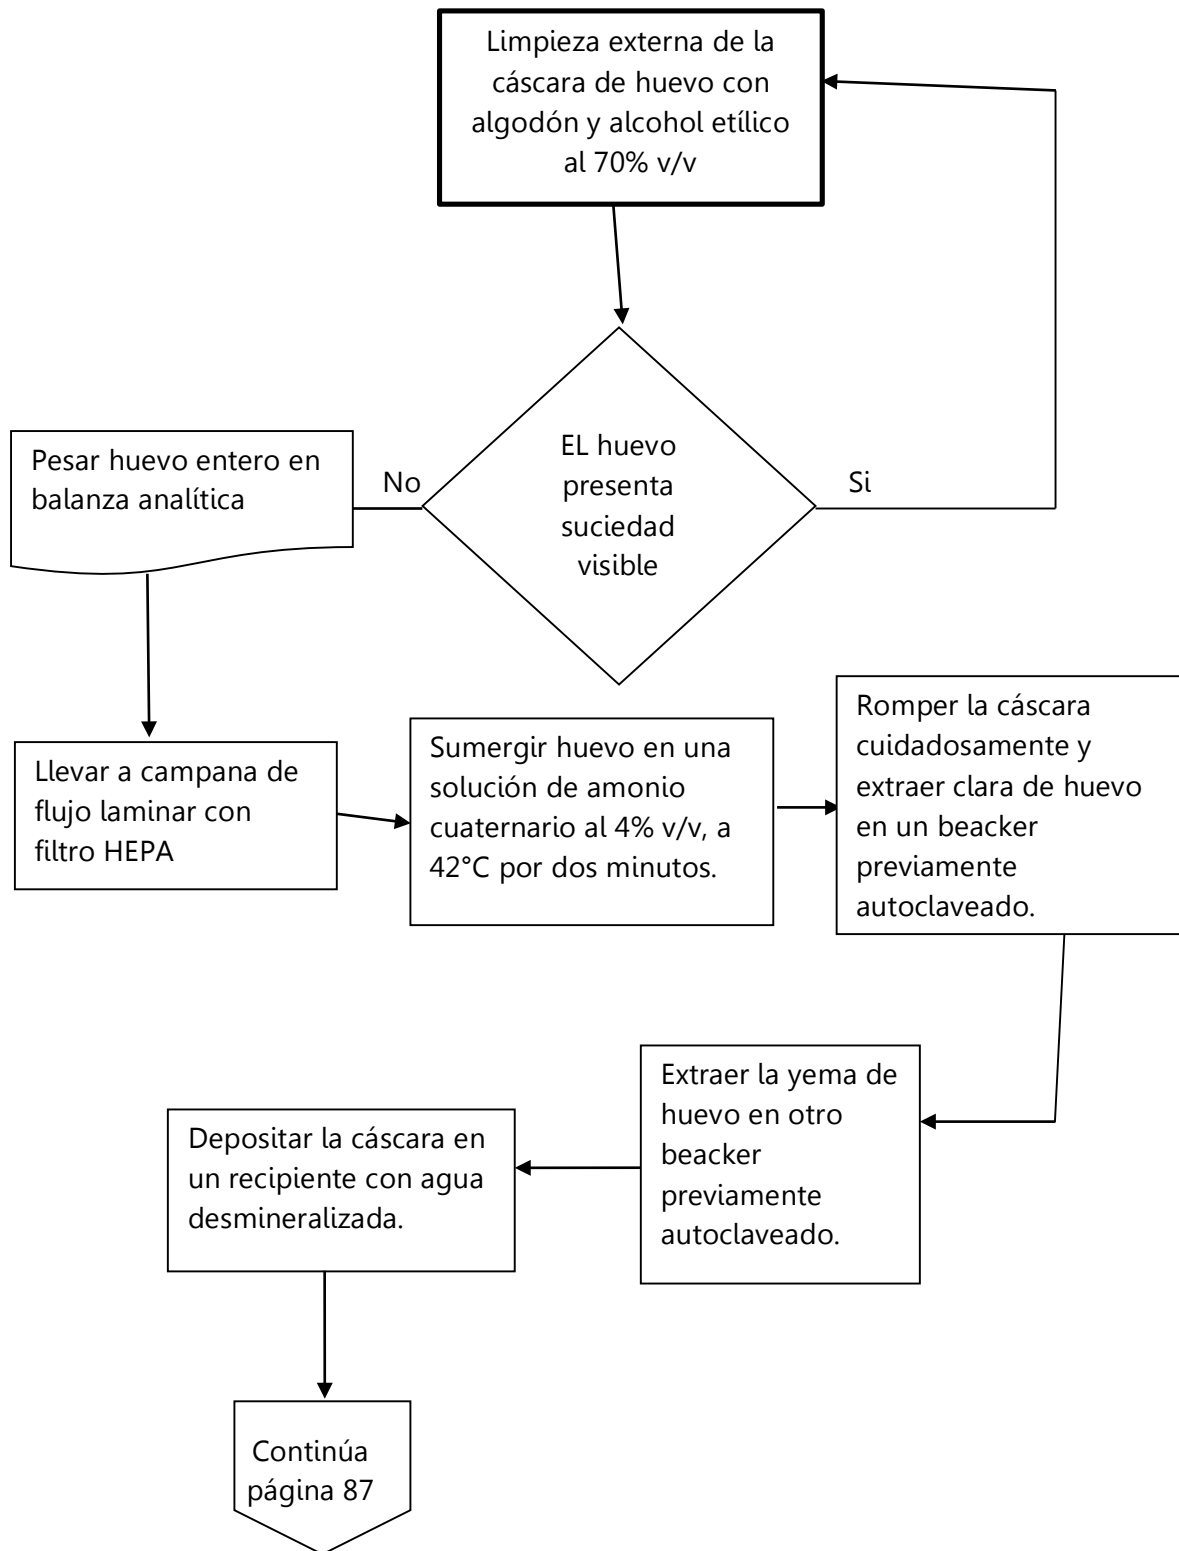 Limpieza externa de la
cáscara de huevo con
algodón y alcohol etílico
al 70% v/v
EL huevo
presenta
suciedad
visible
Si
No
Pesar huevo entero en
balanza analítica
Llevar a campana de
flujo laminar con
filtro HEPA
Sumergir huevo en una
solución de amonio
cuaternario al 4% v/v, a
42°C por dos minutos.
Romper la cáscara
cuidadosamente y
extraer clara de huevo
en un beacker
previamente
autoclaveado.
Extraer la yema de
huevo en otro
beacker
previamente
autoclaveado.
Depositar la cáscara en
un recipiente con agua
desmineralizada.
Continúa
página 87